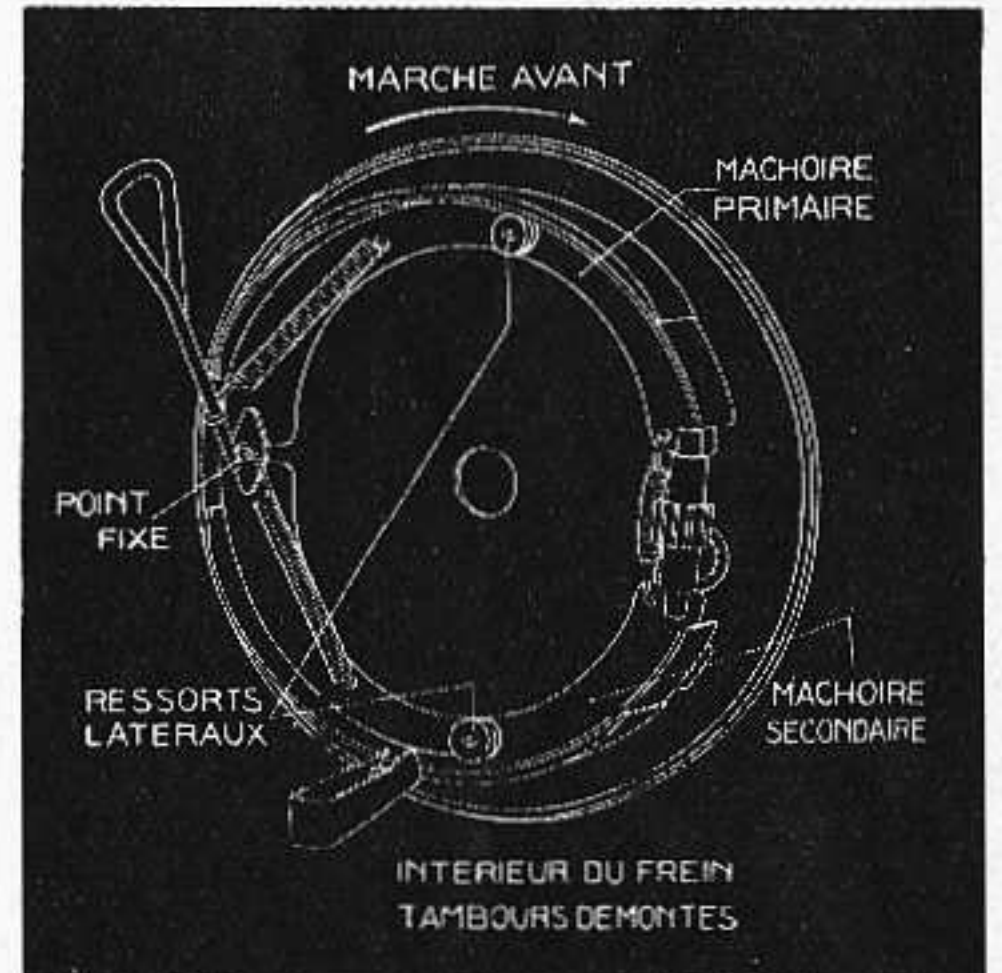 MARCHE AVANT
MACHOIRE
PRIMAIRE
POINT
FIXE
RESSORTS
LATERAUX
MACHOIRE
SECONDAIRE
INTERIEUR DU FREIN
TAMBOURS DEMONTES